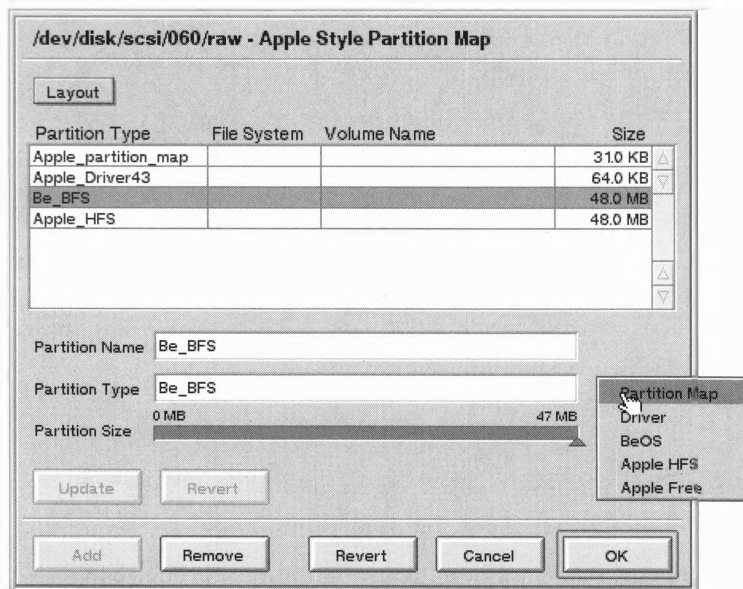 /dev/disk/scsi/060/raw - Apple Style Partition Map
Layout
Partition Type File System Volume Name Size
Apple_partition_map 31.0 KB
Apple_Driver43 64.0 KB
Be_BFS 48.0 MB
Apple_HFS 48.0 MB
Partition Name Be_BFS
Partition Type Be_BFS
0 MB 47 MB
Partition Size
Partition Map
Driver
BeOS
Apple HFS
Apple Free
Update Revert
Add Remove Revert Cancel OK